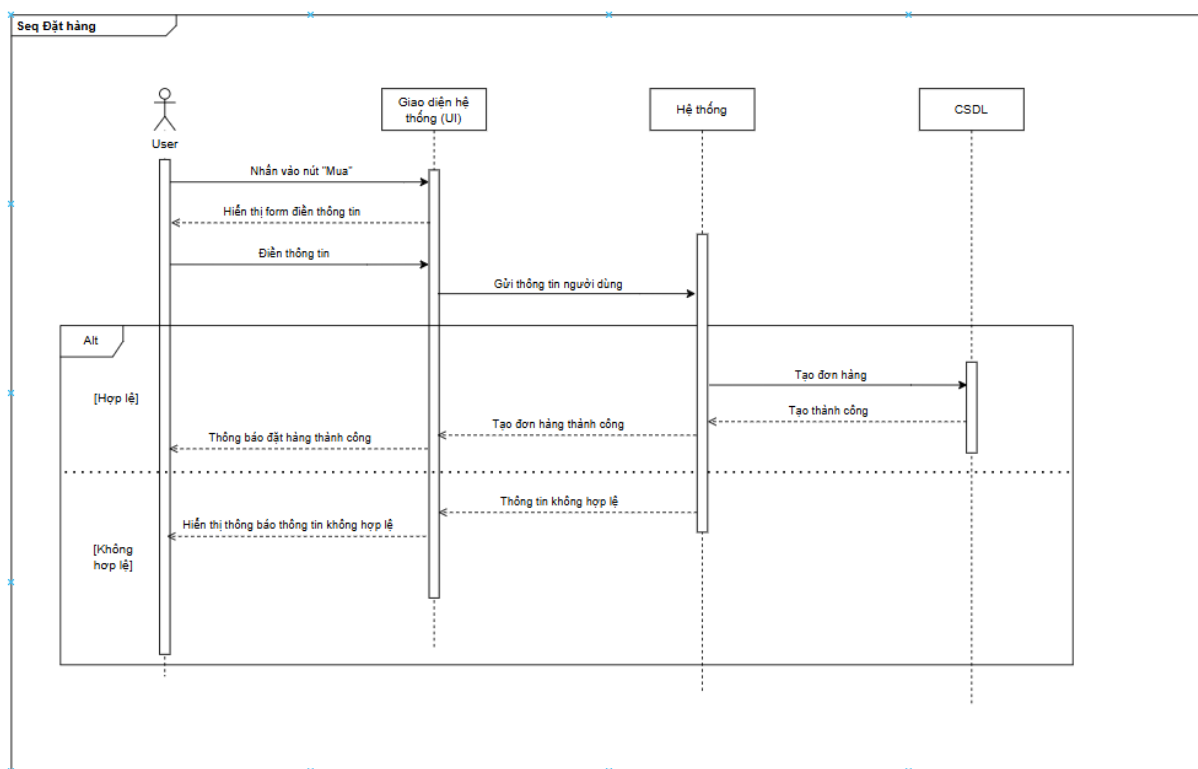 Seq Đặt hàng
User
Giao diện hệ
thống (UI)
Hệ thống
CSDL
Nhấn vào nút "Mua"
Hiển thị form điền thông tin
Điền thông tin
Gửi thông tin người dùng
Alt
[Hợp lệ]
Tạo đơn hàng
Tạo thành công
Tạo đơn hàng thành công
Thông báo đặt hàng thành công
Thông tin không hợp lệ
Hiển thị thông báo thông tin không hợp lệ
[Không
hơp lệ]